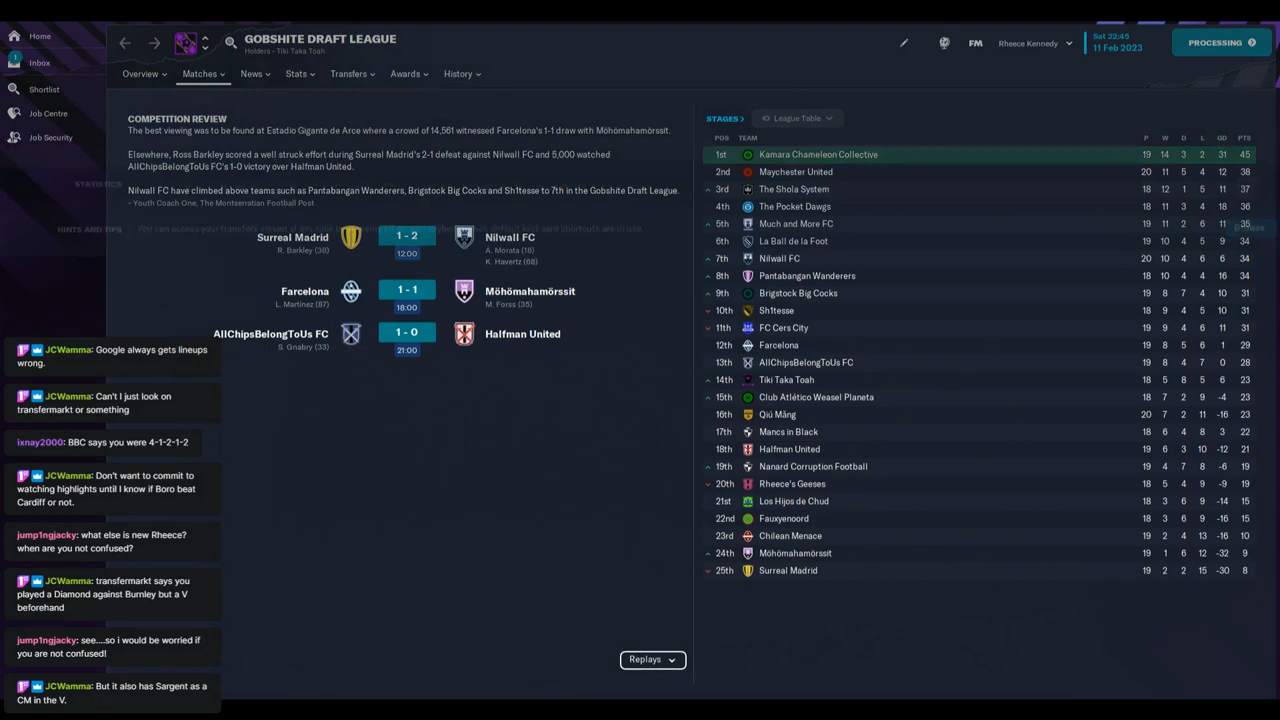 Home
Inbox
1
Shortlist
Job Centre
Job Security
GOBSHITE DRAFT LEAGUE
Holders - Tiki Taka Toah
FM
Rheece Kennedy
Sat 22:45
11 Feb 2023
PROCESSING
Overview
Matches
News
Stats
Transfers
Awards
History
COMPETITION REVIEW
The best viewing was to be found at Estadio Gigante de Arce where a crowd of 14,561 witnessed Farcelona's 1-1 draw with Möhömahamörssit.
Elsewhere, Ross Barkley scored a well struck effort during Surreal Madrid's 2-1 defeat against Nilwall FC and 5,000 watched
AllChipsBelongToUs FC's 1-0 victory over Halfman United.
Nilwall FC have climbed above teams such as Pantabangan Wanderers, Brigstock Big Cocks and Sh1tesse to 7th in the Gobshite Draft League.
- Youth Coach One, The Montserratian Football Post
STATISTICS
HINTS AND TIPS
Surreal Madrid 1 - 2 Nilwall FC
R. Barkley (38) 12:00 A. Morata (18)
K. Havertz (68)
Farcelona 1 - 1 Möhömahamörssit
L. Martínez (87) 18:00 M. Forss (35)
AllChipsBelongToUs FC 1 - 0 Halfman United
S. Gnabry (33) 21:00
Replays
STAGES
League Table
POS TEAM P W D L GD PTS
1st Kamara Chameleon Collective 19 14 3 2 31 45
2nd Maychester United 20 11 5 4 12 38
3rd The Shola System 18 12 1 5 11 37
4th The Pocket Dawgs 18 11 3 4 18 36
5th Much and More FC 19 11 2 6 11 35
6th La Ball de la Foot 19 10 4 5 9 34
7th Nilwall FC 20 10 4 6 6 34
8th Pantabangan Wanderers 18 10 4 4 16 34
9th Brigstock Big Cocks 19 8 7 4 10 31
10th Sh1tesse 18 9 4 5 10 31
11th FC Cers City 19 9 4 6 11 31
12th Farcelona 19 8 5 6 1 29
13th AllChipsBelongToUs FC 19 8 4 7 0 28
14th Tiki Taka Toah 18 5 8 5 6 23
15th Club Atlético Weasel Planeta 18 7 2 9 -4 23
16th Qiú Mång 20 7 2 11 -16 23
17th Mancs in Black 18 6 4 8 3 22
18th Halfman United 19 6 3 10 -12 21
19th Nanard Corruption Football 19 4 7 8 -6 19
20th Rheece's Geeses 18 5 4 9 -9 19
21st Los Hijos de Chud 18 3 6 9 -14 15
22nd Fauxyenoord 18 3 6 9 -16 15
23rd Chilean Menace 19 2 4 13 -16 10
24th Möhömahamörssit 19 1 6 12 -32 9
25th Surreal Madrid 19 2 2 15 -30 8
JCWamma: Google always gets lineups
wrong.
JCWamma: Can't I just look on
transfermarkt or something
ixnay2000: BBC says you were 4-1-2-1-2
JCWamma: Don't want to commit to
watching highlights until I know if Boro beat
Cardiff or not.
jump1ngjacky: what else is new Rheece?
when are you not confused?
JCWamma: transfermarkt says you
played a Diamond against Burnley but a V
beforehand
jump1ngjacky: see....so i would be worried if
you are not confused!
JCWamma: But it also has Sargent as a
CM in the V.